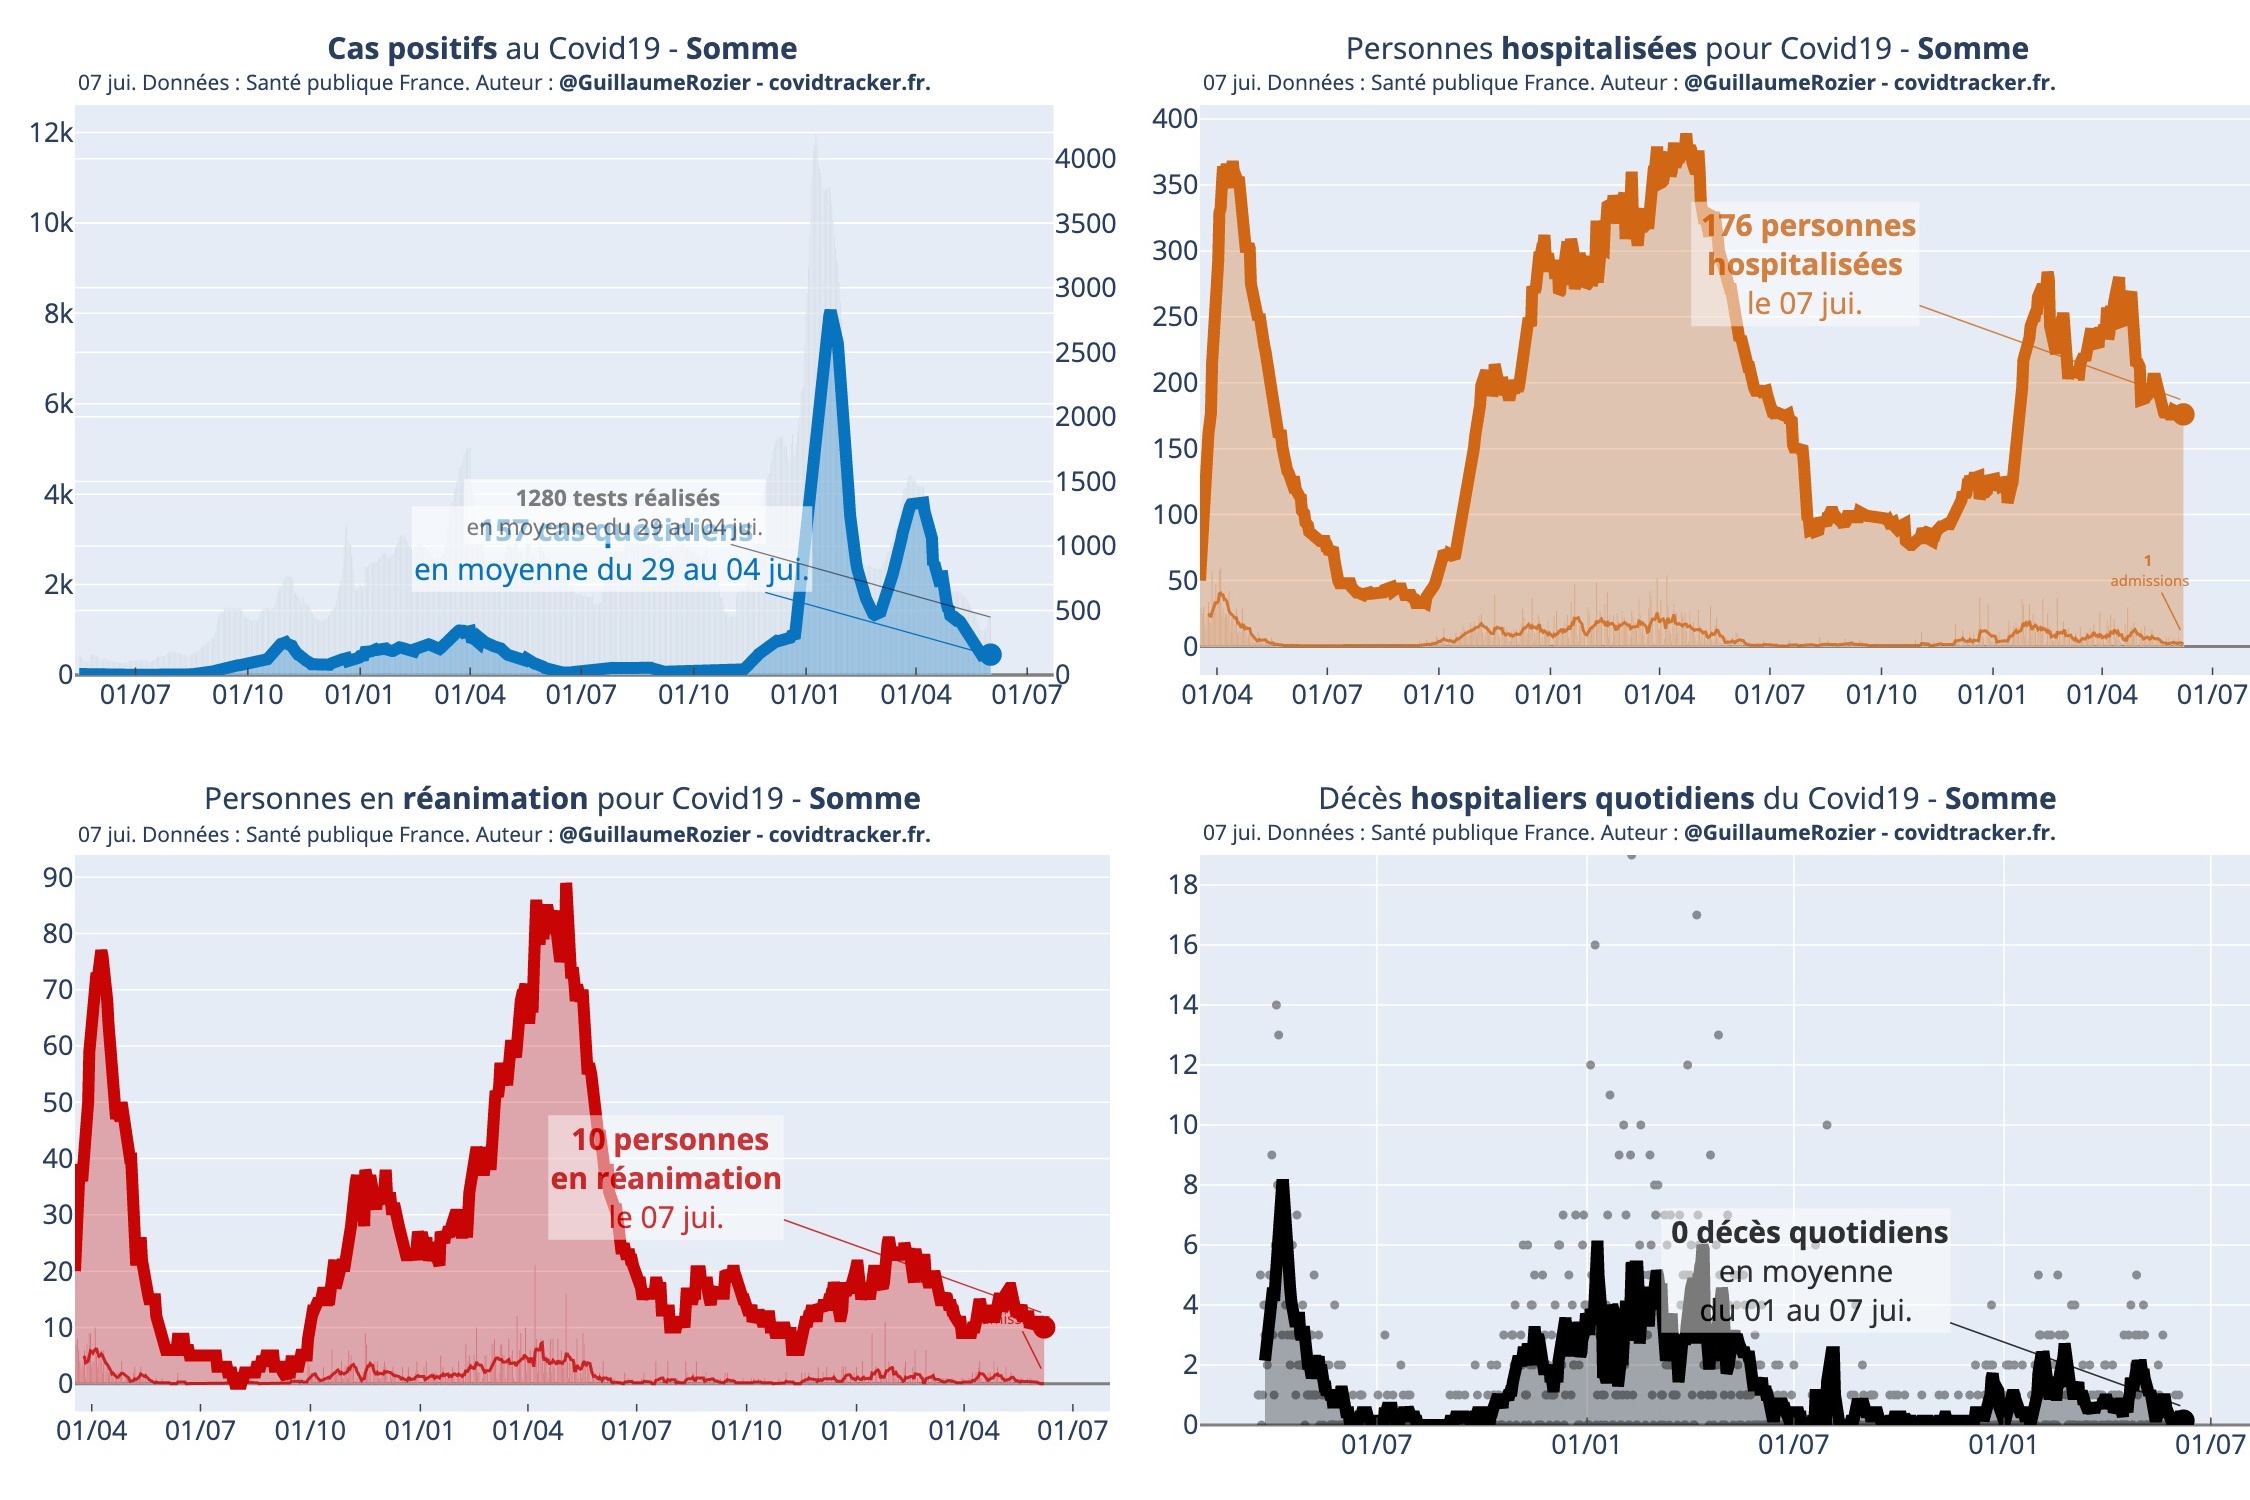 Cas positifs au Covid19 - Somme
07 jui. Données : Santé publique France. Auteur : @GuillaumeRozier - covidtracker.fr.
12k
10k
8k
6k
4k
2k
0
4000
3500
3000
2500
2000
1500
1000
500
0
1280 tests réalisés
en moyenne du 29 au 04 jui.
157 cas quotidiens
en moyenne du 29 au 04 jui.
01/07
01/10
01/01
01/04
01/07
01/10
01/01
01/04
01/07
Personnes hospitalisées pour Covid19 - Somme
07 jui. Données : Santé publique France. Auteur : @GuillaumeRozier - covidtracker.fr.
400
350
300
250
200
150
100
50
0
176 personnes
hospitalisées
le 07 jui.
1
admissions
01/04
01/07
01/10
01/01
01/04
01/07
01/10
01/01
01/04
01/07
Personnes en réanimation pour Covid19 - Somme
07 jui. Données : Santé publique France. Auteur : @GuillaumeRozier - covidtracker.fr.
90
80
70
60
50
40
30
20
10
0
10 personnes
en réanimation
le 07 jui.
01/04
01/07
01/10
01/01
01/04
01/07
01/10
01/01
01/04
01/07
Décès hospitaliers quotidiens du Covid19 - Somme
07 jui. Données : Santé publique France. Auteur : @GuillaumeRozier - covidtracker.fr.
18
16
14
12
10
8
6
4
2
0
0 décès quotidiens
en moyenne
du 01 au 07 jui.
01/07
01/01
01/07
01/01
01/07